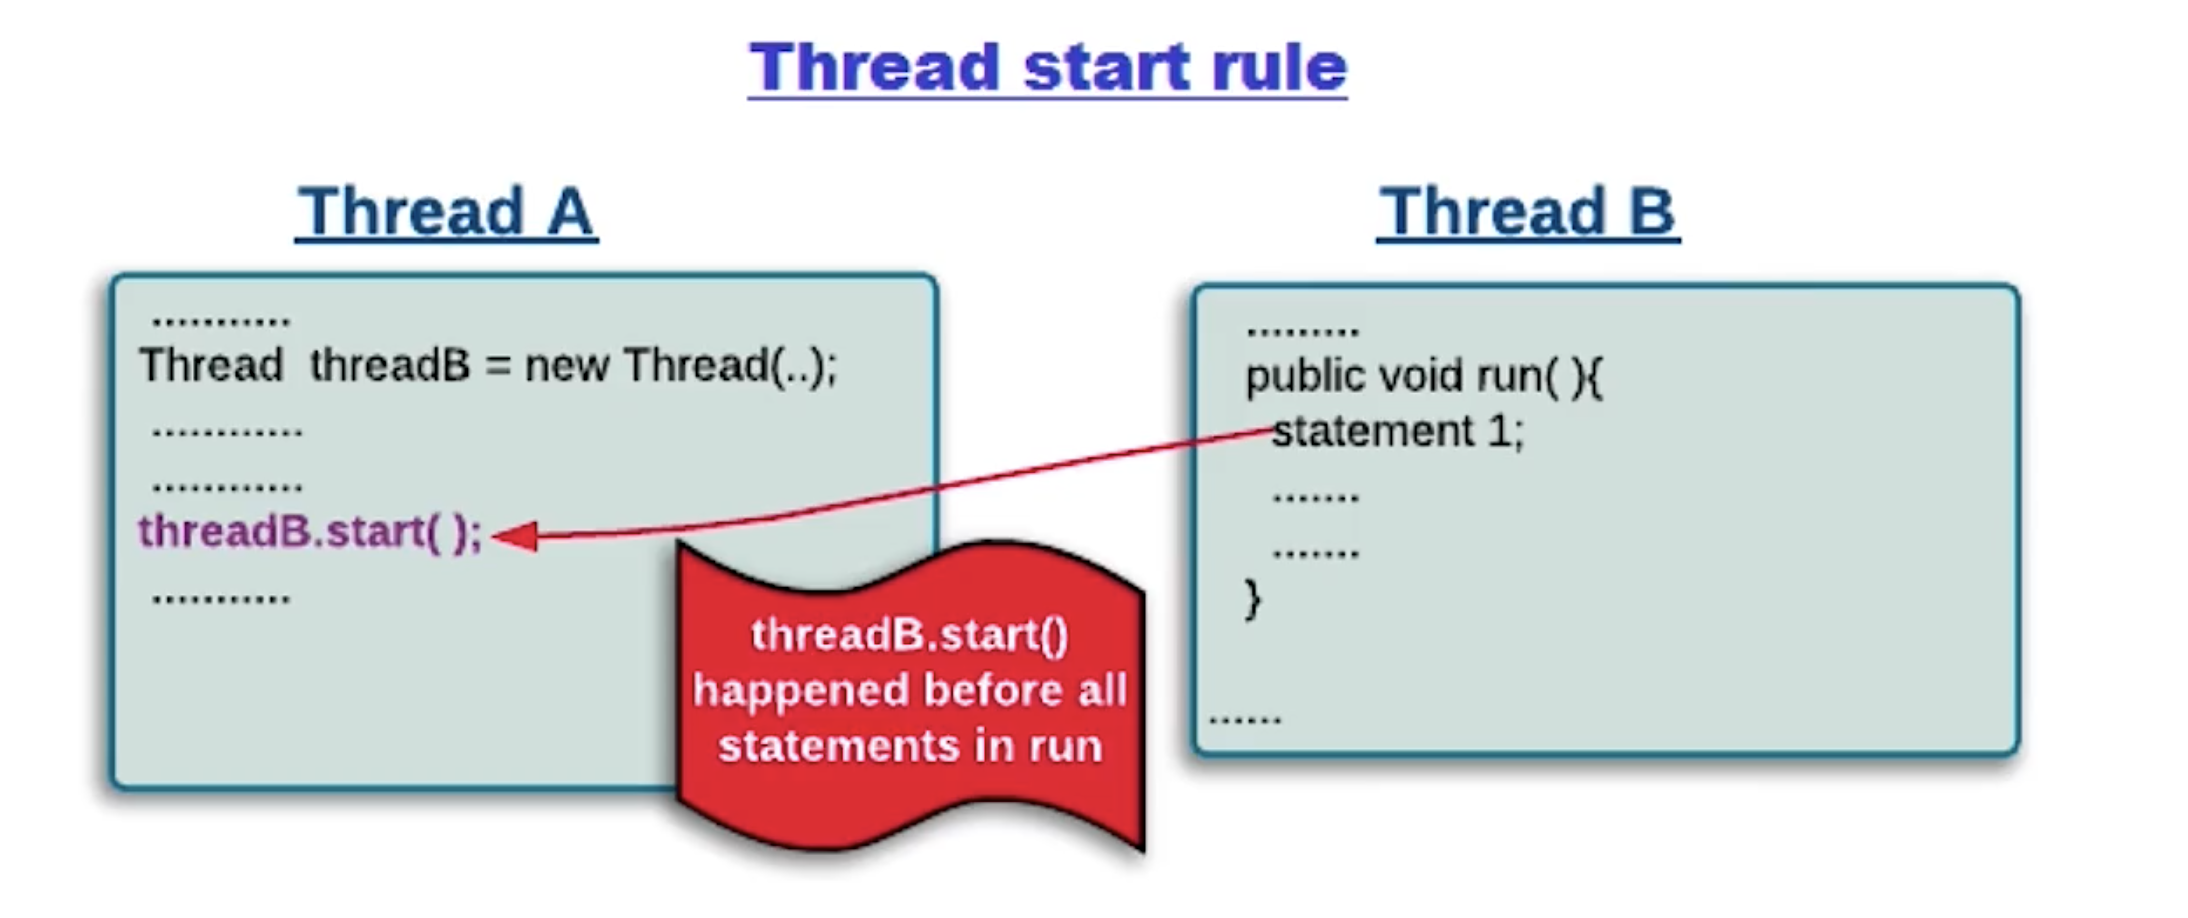 Thread start rule
Thread A
...........
Thread threadB = new Thread(..);
............
............
threadB.start( );
...........
threadB.start()
happened before all
statements in run
Thread B
.........
public void run( ){
statement 1;
.......
.......
}
......